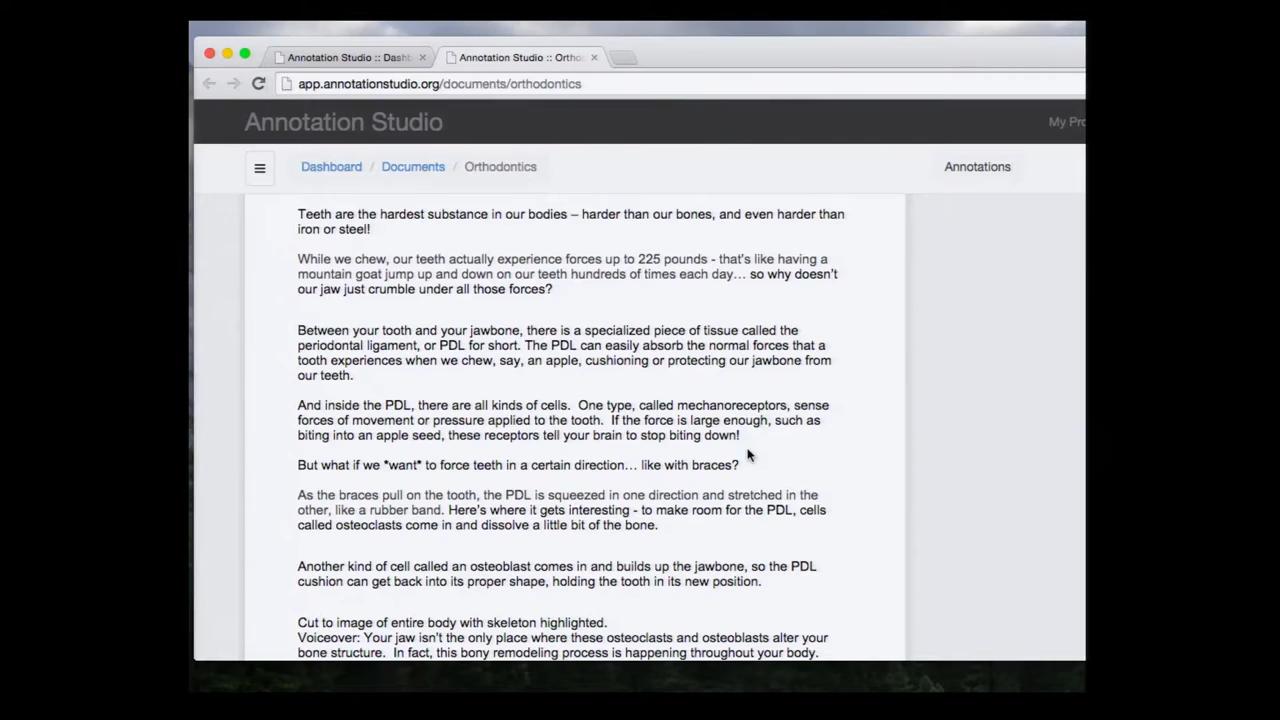 Annotation Studio :: Dashb
Annotation Studio :: Ortho
app.annotationstudio.org/documents/orthodontics
Annotation Studio
My Pro
Dashboard / Documents / Orthodontics
Annotations
Teeth are the hardest substance in our bodies – harder than our bones, and even harder than
iron or steel!
While we chew, our teeth actually experience forces up to 225 pounds - that's like having a
mountain goat jump up and down on our teeth hundreds of times each day… so why doesn't
our jaw just crumble under all those forces?
Between your tooth and your jawbone, there is a specialized piece of tissue called the
periodontal ligament, or PDL for short. The PDL can easily absorb the normal forces that a
tooth experiences when we chew, say, an apple, cushioning or protecting our jawbone from
our teeth.
And inside the PDL, there are all kinds of cells.  One type, called mechanoreceptors, sense
forces of movement or pressure applied to the tooth.  If the force is large enough, such as
biting into an apple seed, these receptors tell your brain to stop biting down!
But what if we *want* to force teeth in a certain direction… like with braces?
As the braces pull on the tooth, the PDL is squeezed in one direction and stretched in the
other, like a rubber band. Here's where it gets interesting - to make room for the PDL, cells
called osteoclasts come in and dissolve a little bit of the bone.
Another kind of cell called an osteoblast comes in and builds up the jawbone, so the PDL
cushion can get back into its proper shape, holding the tooth in its new position.
Cut to image of entire body with skeleton highlighted.
Voiceover: Your jaw isn't the only place where these osteoclasts and osteoblasts alter your
bone structure.  In fact, this bony remodeling process is happening throughout your body.